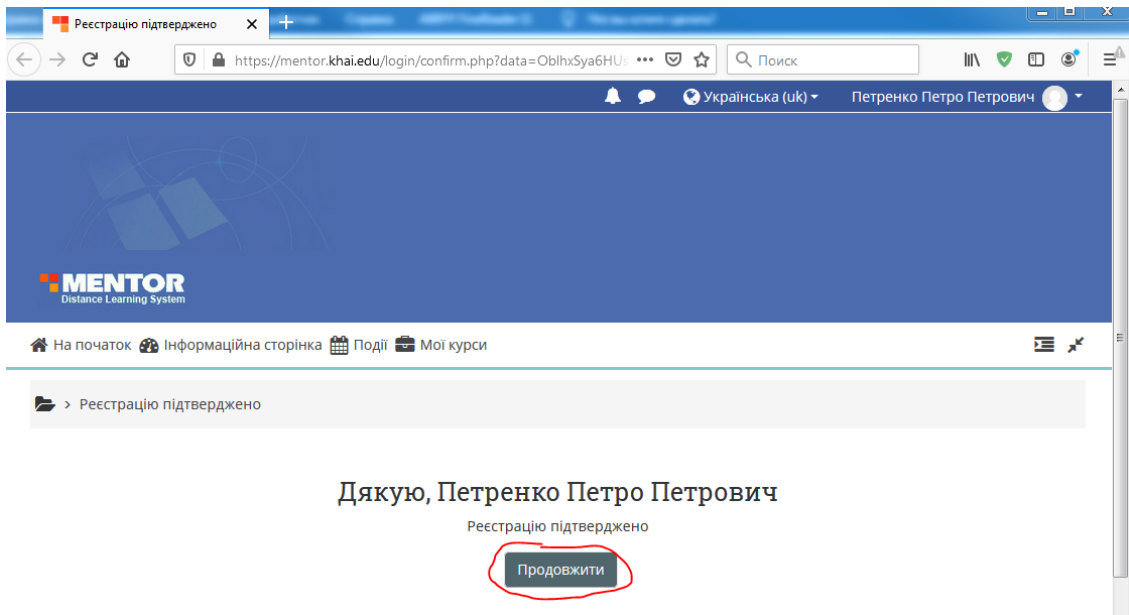 Реєстрацію підтверджено
https://mentor.khai.edu/login/confirm.php?data=OblhxSya6HUs
Поиск
Українська (uk)
Петренко Петро Петрович
MENTOR
Distance Learning System
На початок Інформаційна сторінка Події Мої курси
> Реєстрацію підтверджено
Дякую, Петренко Петро Петрович
Реєстрацію підтверджено
Продовжити